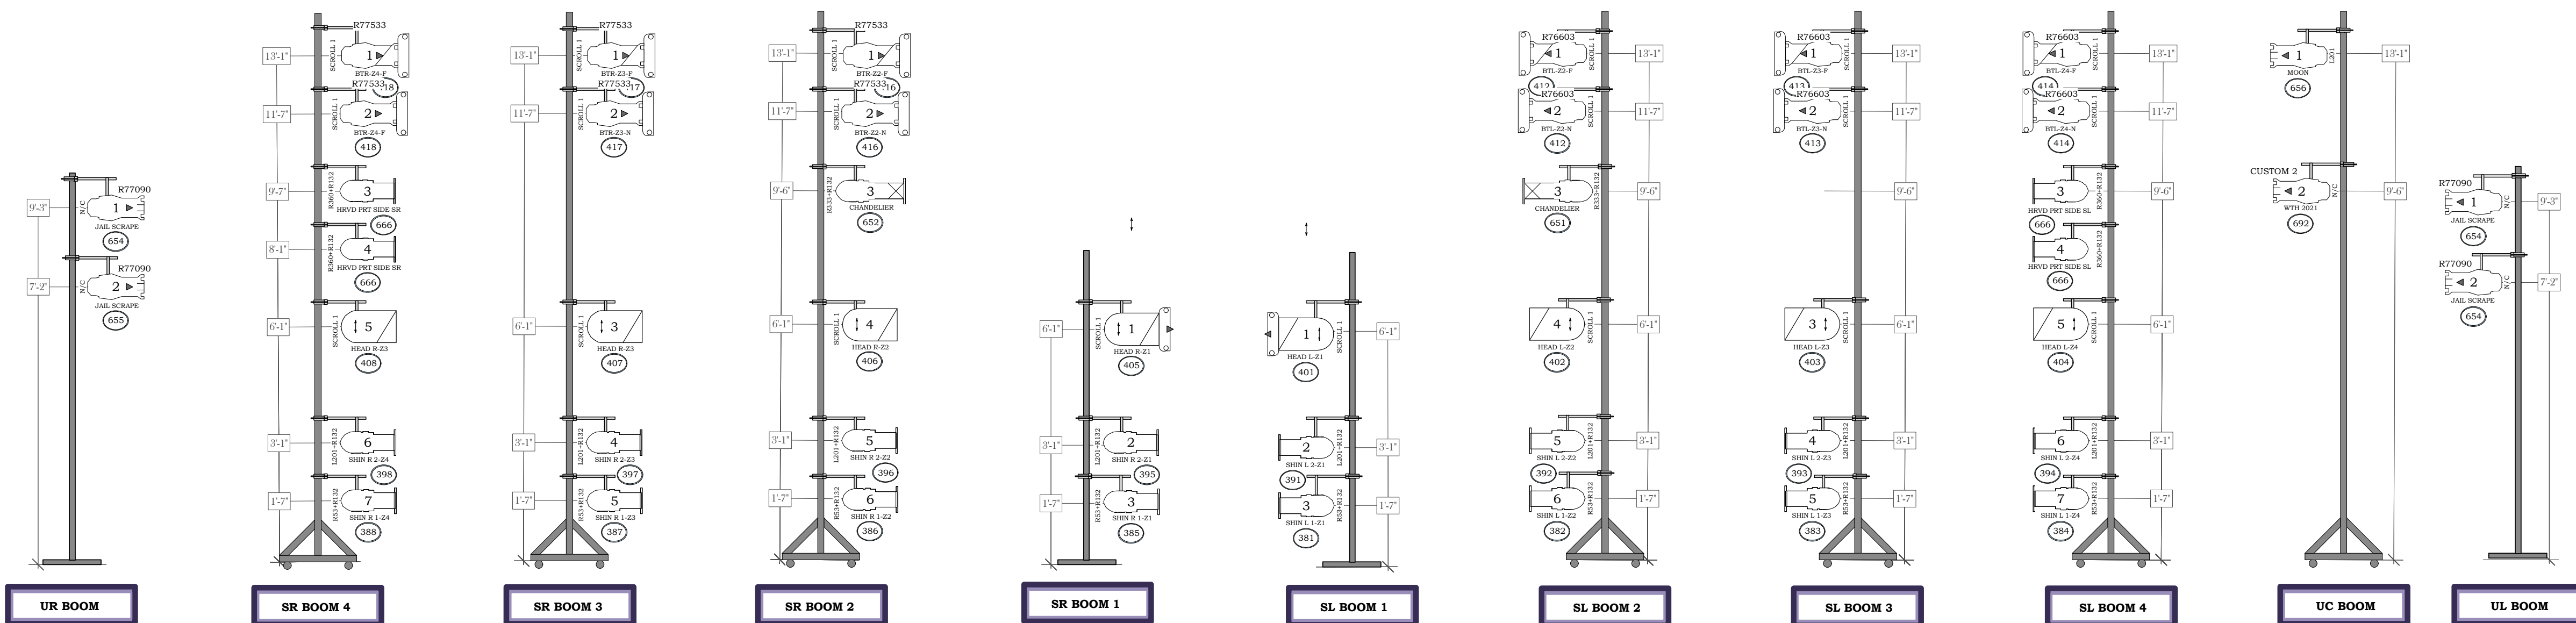 R77090
9'-3"
N/C
1
JAIL SCRAPE
654
R77090
7'-2"
N/C
2
JAIL SCRAPE
655
UR BOOM
R77533
13'-1"
SCROLL 1
1
BTR-Z4-F
R77533
11'-7"
SCROLL 1
2
BTR-Z4-F
418
9'-7"
R360+R132
3
HRVD PRT SIDE SR
666
8'-1"
R360+R132
4
HRVD PRT SIDE SR
666
6'-1"
SCROLL 1
5
HEAD R-Z3
408
3'-1"
L201+R132
6
SHIN R 2-Z4
398
1'-7"
R53+R132
7
SHIN R 1-Z4
388
SR BOOM 4
R77533
13'-1"
SCROLL 1
1
BTR-Z3-F
R77533
11'-7"
SCROLL 1
2
BTR-Z3-N
417
6'-1"
SCROLL 1
3
HEAD R-Z3
407
3'-1"
L201+R132
4
SHIN R 2-Z3
397
1'-7"
R53+R132
5
SHIN R 1-Z3
387
SR BOOM 3
R77533
13'-1"
SCROLL 1
1
BTR-Z2-F
R77533
11'-7"
SCROLL 1
2
BTR-Z2-N
416
9'-6"
R333+R132
3
CHANDELIER
652
6'-1"
SCROLL 1
4
HEAD R-Z2
406
3'-1"
L201+R132
5
SHIN R 2-Z2
396
1'-7"
R53+R132
6
SHIN R 1-Z2
386
SR BOOM 2
6'-1"
SCROLL 1
1
HEAD R-Z1
405
3'-1"
L201+R132
2
SHIN R 2-Z1
395
1'-7"
R53+R132
3
SHIN R 1-Z1
385
SR BOOM 1
1
SCROLL 1
6'-1"
HEAD L-Z1
401
2
L201+R132
3'-1"
SHIN L 2-Z1
391
3
R53+R132
1'-7"
SHIN L 1-Z1
381
SL BOOM 1
R76603
1
SCROLL 1
13'-1"
BTL-Z2-F
412
R76603
2
SCROLL 1
11'-7"
BTL-Z2-N
412
3
R333+R132
9'-6"
CHANDELIER
651
4
SCROLL 1
6'-1"
HEAD L-Z2
402
5
L201+R132
3'-1"
SHIN L 2-Z2
392
6
R53+R132
1'-7"
SHIN L 1-Z2
382
SL BOOM 2
R76603
1
SCROLL 1
13'-1"
BTL-Z3-F
413
R76603
2
SCROLL 1
11'-7"
BTL-Z3-N
413
9'-6"
3
SCROLL 1
6'-1"
HEAD L-Z3
403
4
L201+R132
3'-1"
SHIN L 2-Z3
393
5
R53+R132
1'-7"
SHIN L 1-Z3
383
SL BOOM 3
R76603
1
SCROLL 1
13'-1"
BTL-Z4-F
414
R76603
2
SCROLL 1
11'-7"
BTL-Z4-N
414
3
R360+R132
9'-6"
HRVD PRT SIDE SL
666
4
R360+R132
HRVD PRT SIDE SL
666
5
SCROLL 1
6'-1"
HEAD L-Z4
404
6
L201+R132
3'-1"
SHIN L 2-Z4
394
7
R53+R132
1'-7"
SHIN L 1-Z4
384
SL BOOM 4
1
L201
13'-1"
MOON
656
CUSTOM 2
2
N/C
9'-6"
WTH 2021
692
UC BOOM
R77090
1
N/C
9'-3"
JAIL SCRAPE
654
R77090
2
N/C
7'-2"
JAIL SCRAPE
654
UL BOOM